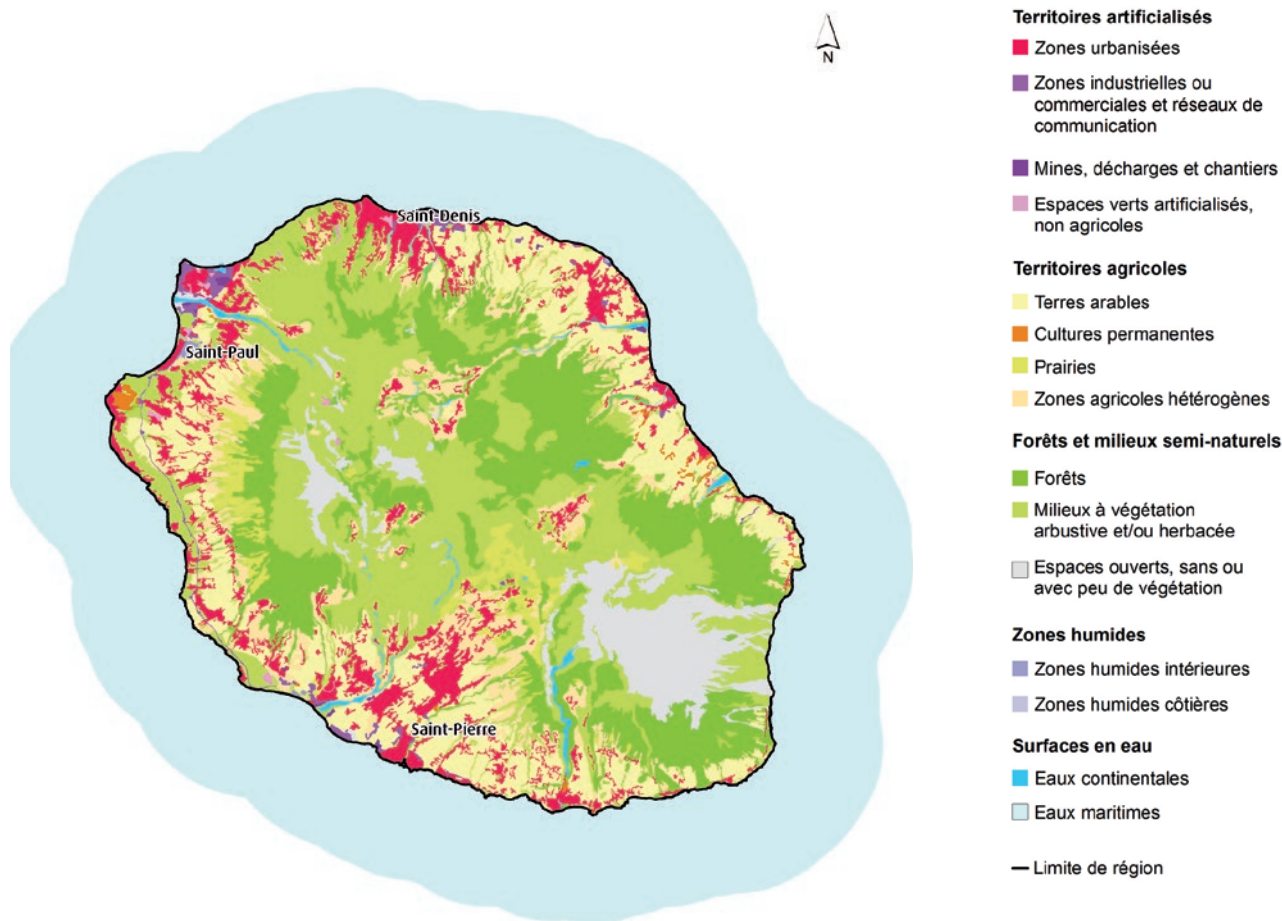 N
Saint-Denis
Saint-Paul
Saint-Pierre
Territoires artificialisés
Zones urbanisées
Zones industrielles ou
commerciales et réseaux de
communication
Mines, décharges et chantiers
Espaces verts artificialisés,
non agricoles
Territoires agricoles
Terres arables
Cultures permanentes
Prairies
Zones agricoles hétérogènes
Forêts et milieux semi-naturels
Forêts
Milieux à végétation
arbustive et/ou herbacée
Espaces ouverts, sans ou
avec peu de végétation
Zones humides
Zones humides intérieures
Zones humides côtières
Surfaces en eau
Eaux continentales
Eaux maritimes
Limite de région